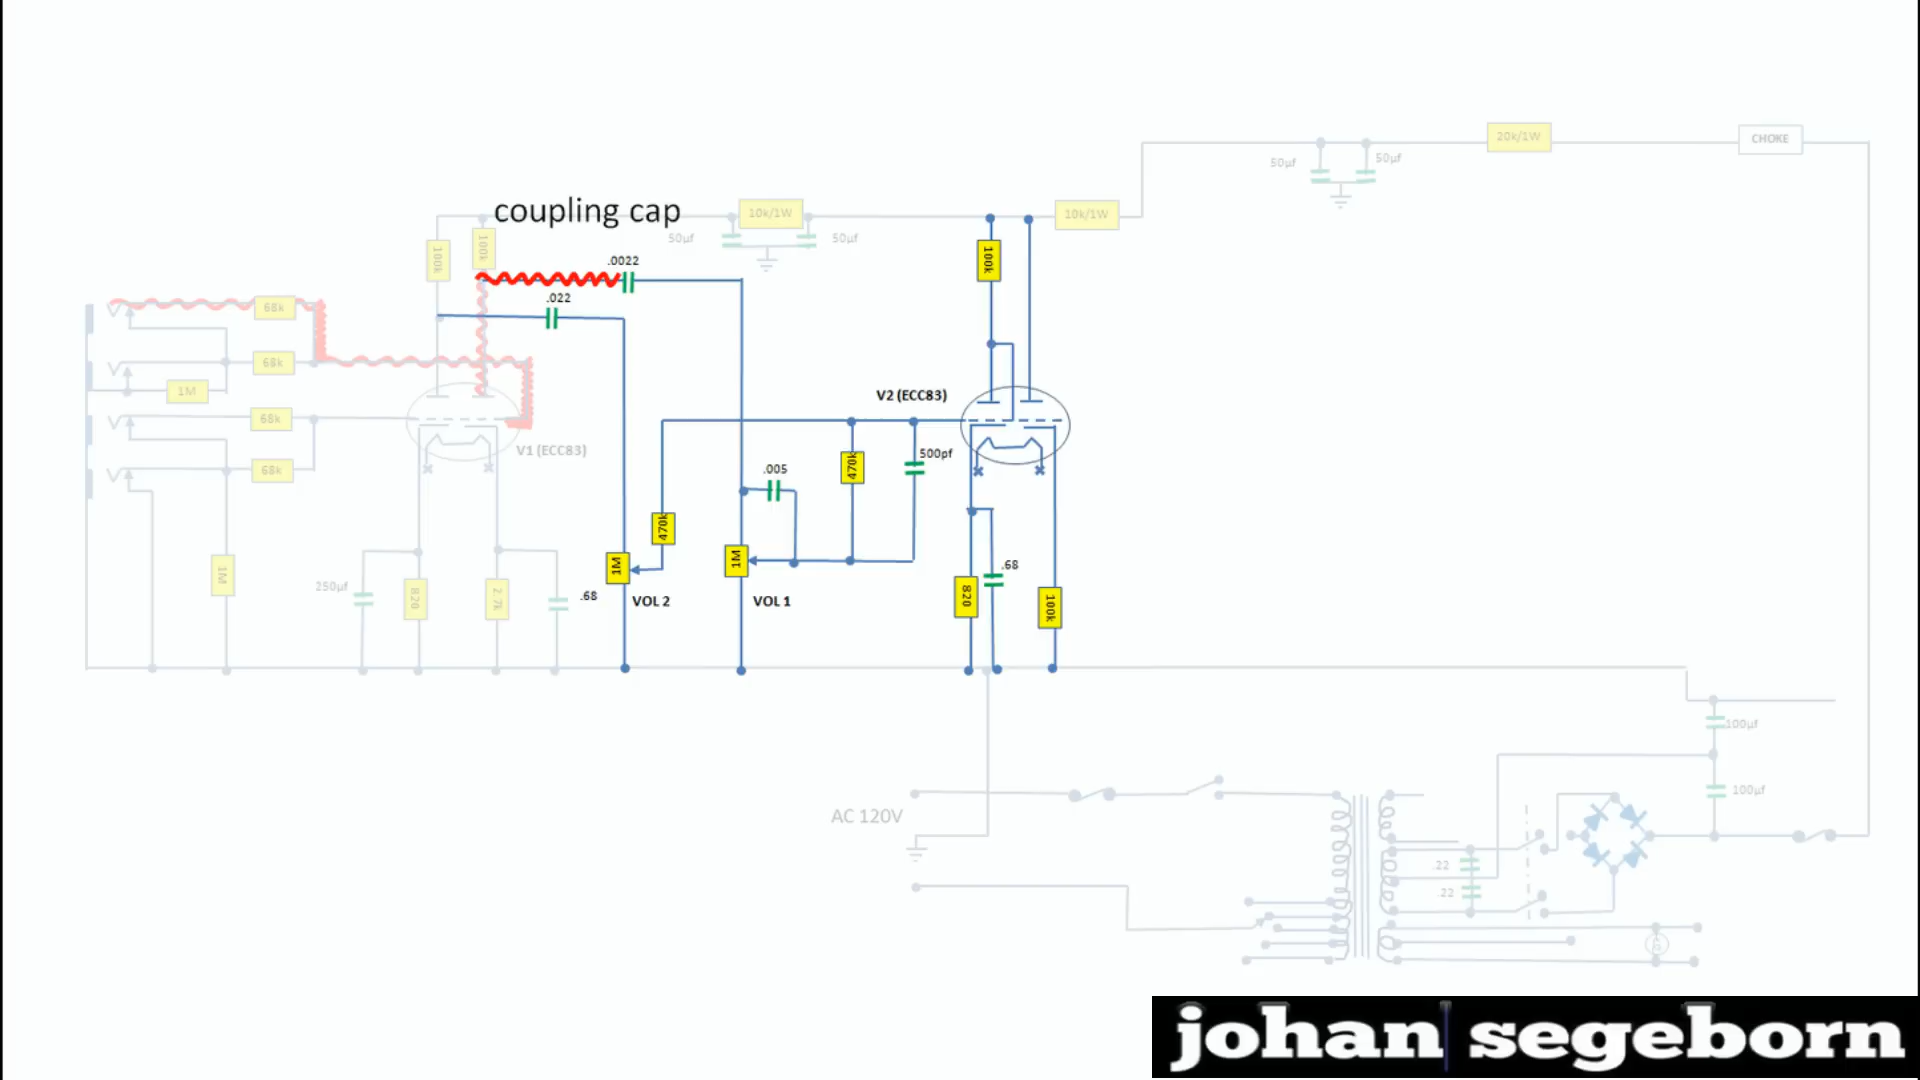 20k/1W
CHOKE
50µf
50µf
coupling cap
10k/1W
10k/1W
50µf
50µf
100k
100k
100k
.0022
.022
68k
68k
1M
68k
68k
V1 (ECC83)
V2 (ECC83)
500pf
470k
.005
470k
1M
1M
1M
250µf
820
2.7k
.68
VOL 2
VOL 1
820
.68
100k
100µf
100µf
AC 120V
.22
.22
johan segeborn